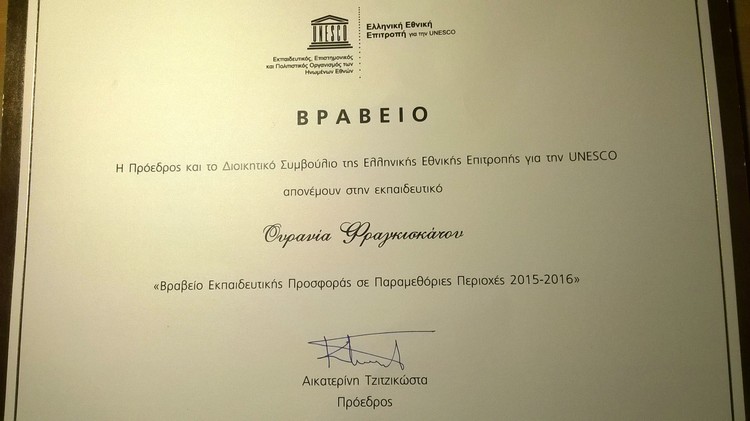 UNESCO
Ελληνική Εθνική
Επιτροπή για την UNESCO
Εκπαιδευτικός, Επιστημονικός
και Πολιτιστικός Οργανισμός των
Ηνωμένων Εθνών
ΒΡΑΒΕΙΟ
Η Πρόεδρος και το Διοικητικό Συμβούλιο της Ελληνικής Εθνικής Επιτροπής για την UNESCO
απονέμουν στην εκπαιδευτικό
Ουρανία Φραγκισκάτου
«Βραβείο Εκπαιδευτικής Προσφοράς σε Παραμεθόριες Περιοχές 2015-2016»
Αικατερίνη Τζιτζικώστα
Πρόεδρος